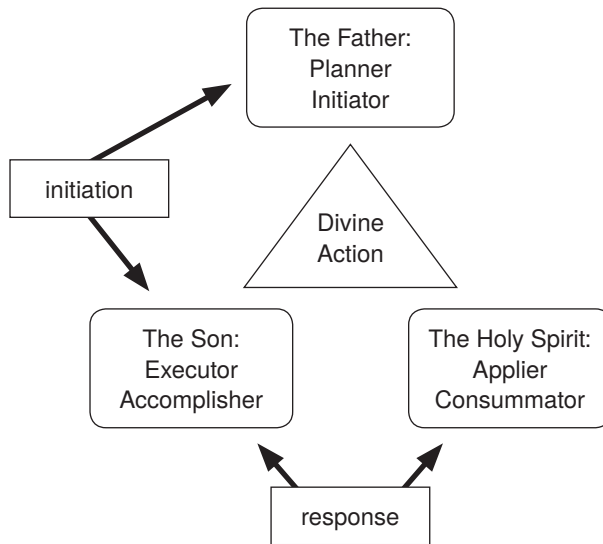 The Father:
Planner
Initiator
initiation
Divine
Action
The Son:
Executor
Accomplisher
The Holy Spirit:
Applier
Consummator
response